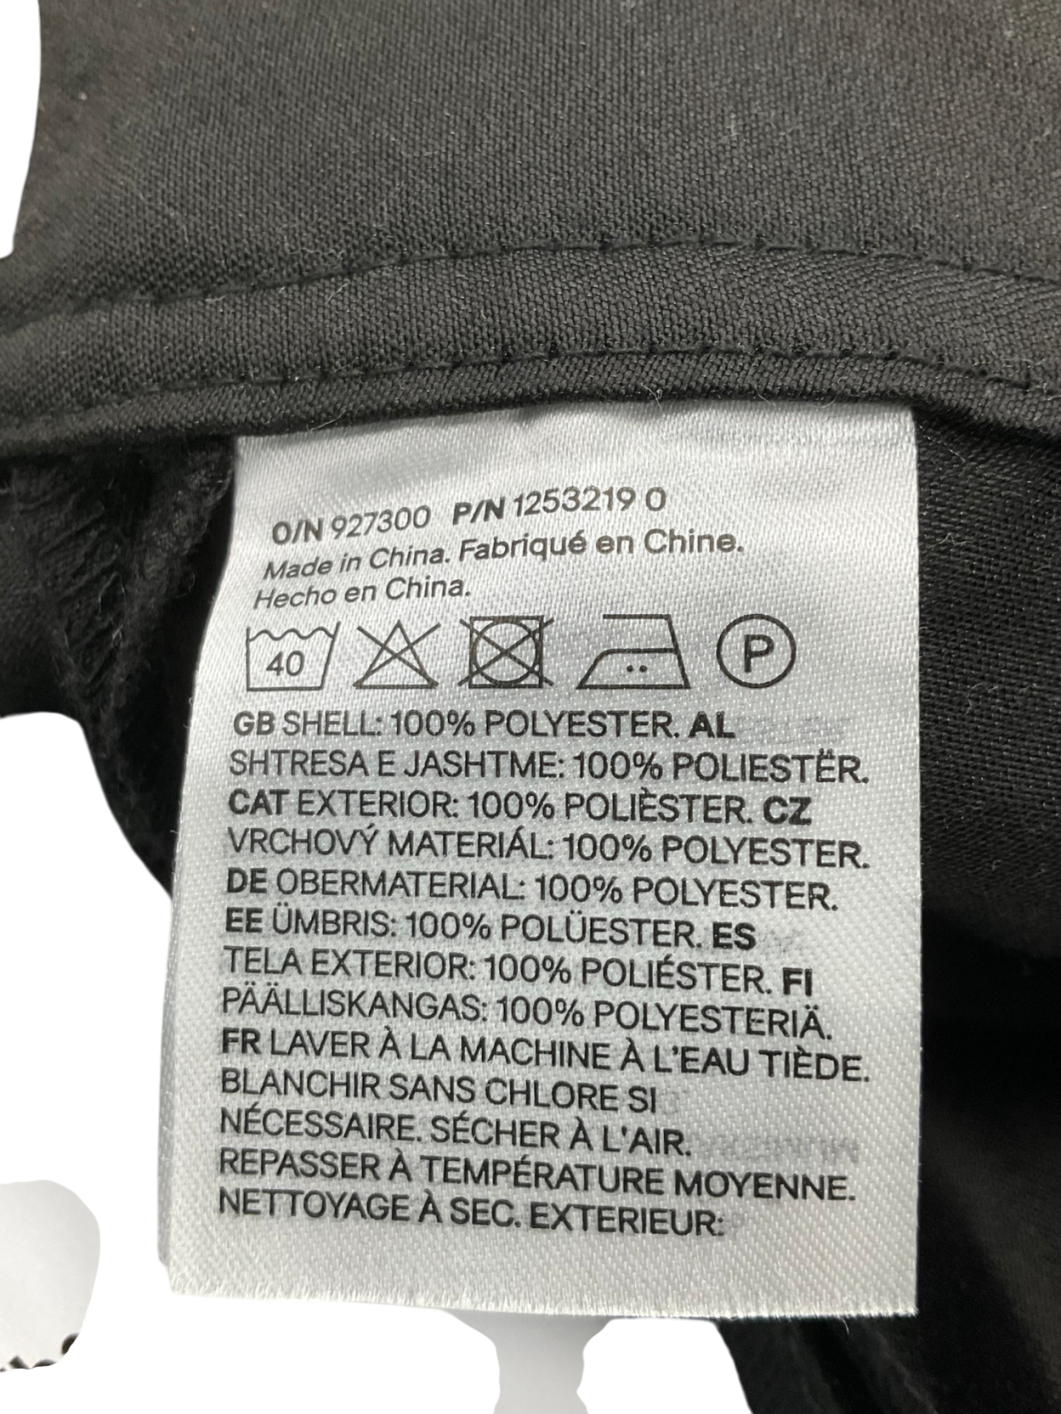 O/N 927300 P/N 1253219 0
Made in China. Fabriqué en Chine.
Hecho en China.
40 P
GB SHELL: 100% POLYESTER. AL
SHTRESA E JASHTME: 100% POLIESTËR.
CAT EXTERIOR: 100% POLIÈSTER. CZ
VRCHOVÝ MATERIÁL: 100% POLYESTER.
DE OBERMATERIAL: 100% POLYESTER.
EE ÜMBRIS: 100% POLÜESTER. ES
TELA EXTERIOR: 100% POLIÉSTER. FI
PÄÄLLISKANGAS: 100% POLYESTERIÄ.
FR LAVER À LA MACHINE À L'EAU TIÈDE.
BLANCHIR SANS CHLORE SI
NÉCESSAIRE. SÉCHER À L'AIR.
REPASSER À TEMPÉRATURE MOYENNE.
NETTOYAGE À SEC. EXTERIEUR: